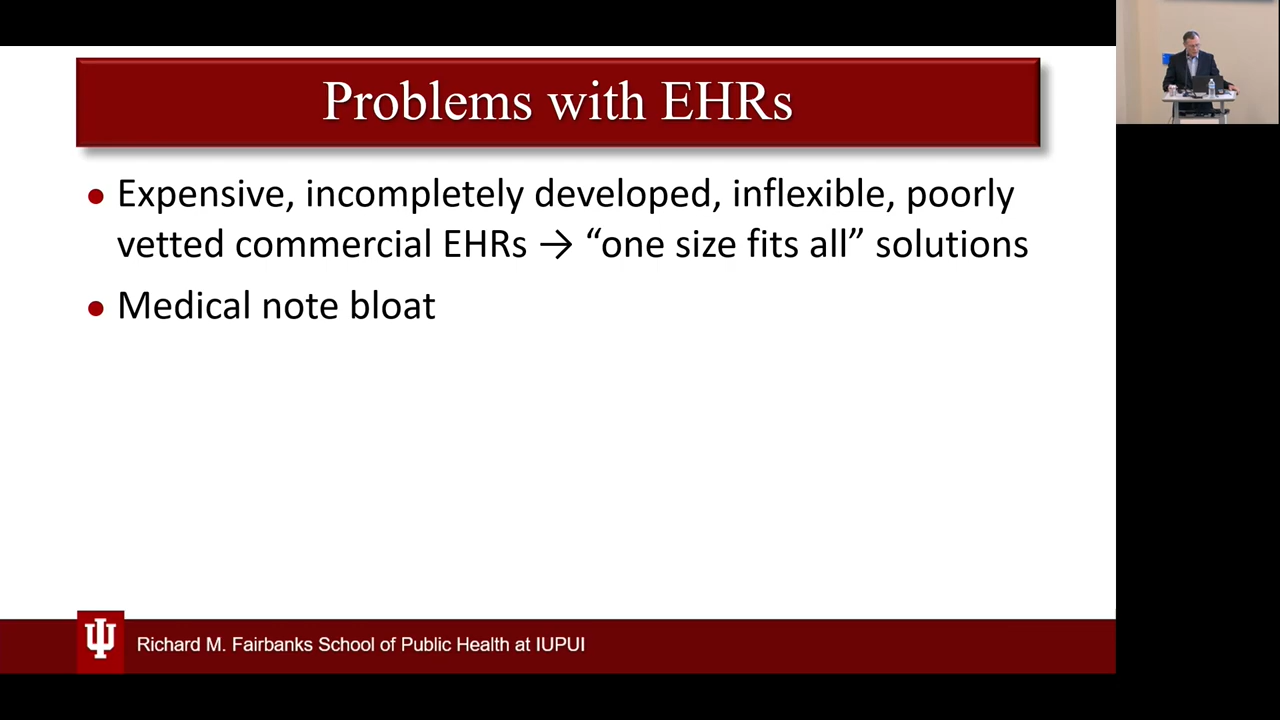 Problems with EHRs
• Expensive, incompletely developed, inflexible, poorly
vetted commercial EHRs → “one size fits all” solutions
• Medical note bloat
Richard M. Fairbanks School of Public Health at IUPUI